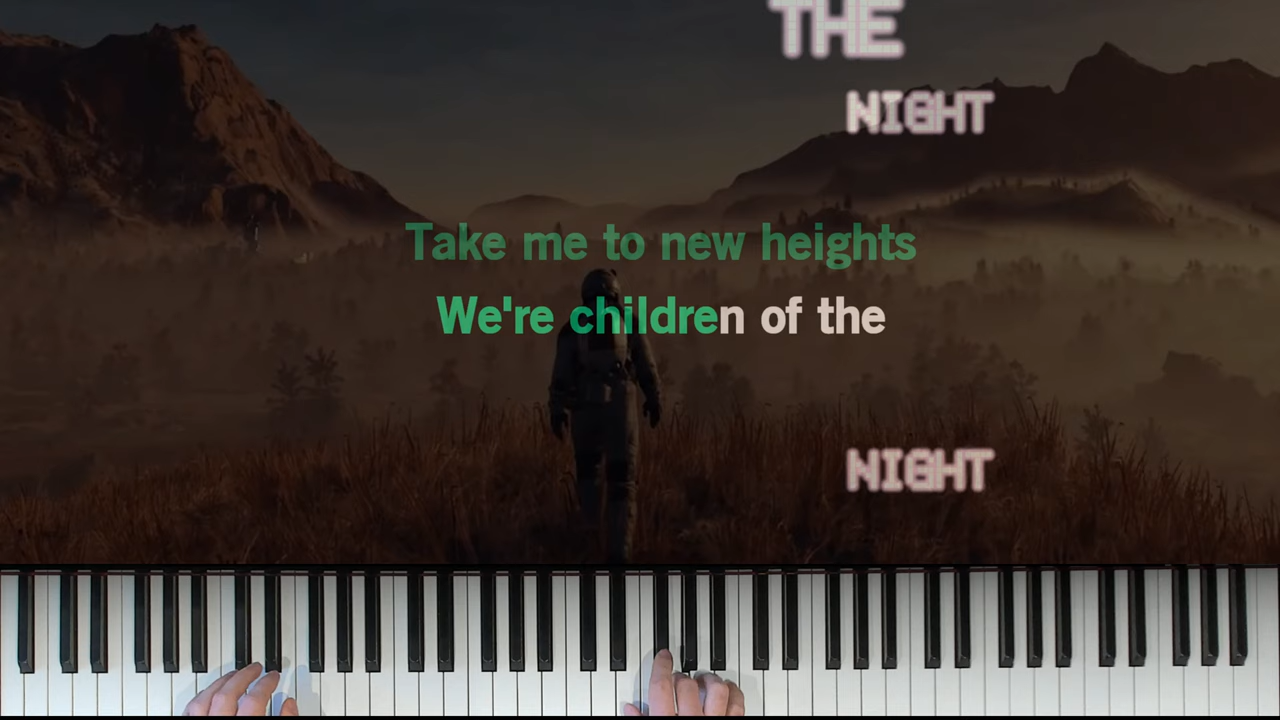 THE
NIGHT
Take me to new heights
We're children of the
NIGHT